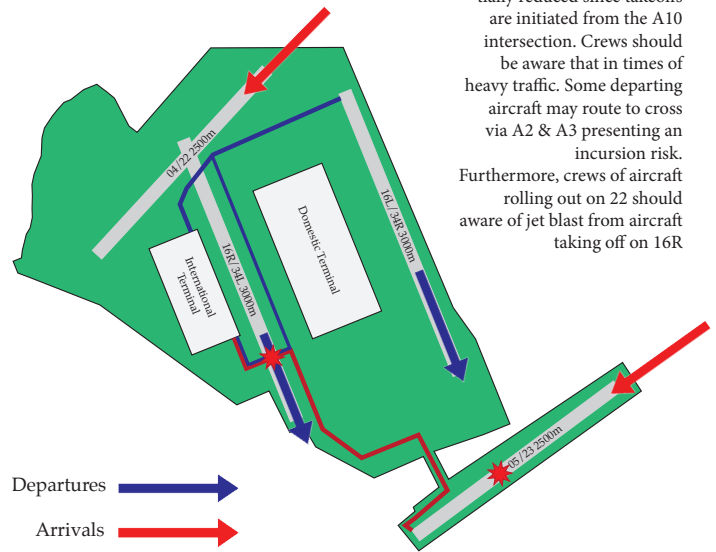 tially reduced since takeoffs
are initiated from the A10
intersection. Crews should
be aware that in times of
heavy traffic. Some departing
aircraft may route to cross
via A2 & A3 presenting an
incursion risk.
Furthermore, crews of aircraft
rolling out on 22 should
aware of jet blast from aircraft
taking off on 16R
04/22 2500m
16L/34R 3000m
Domestic Terminal
16R/34L 3000m
International
Terminal
05/23 2500m
Departures
Arrivals